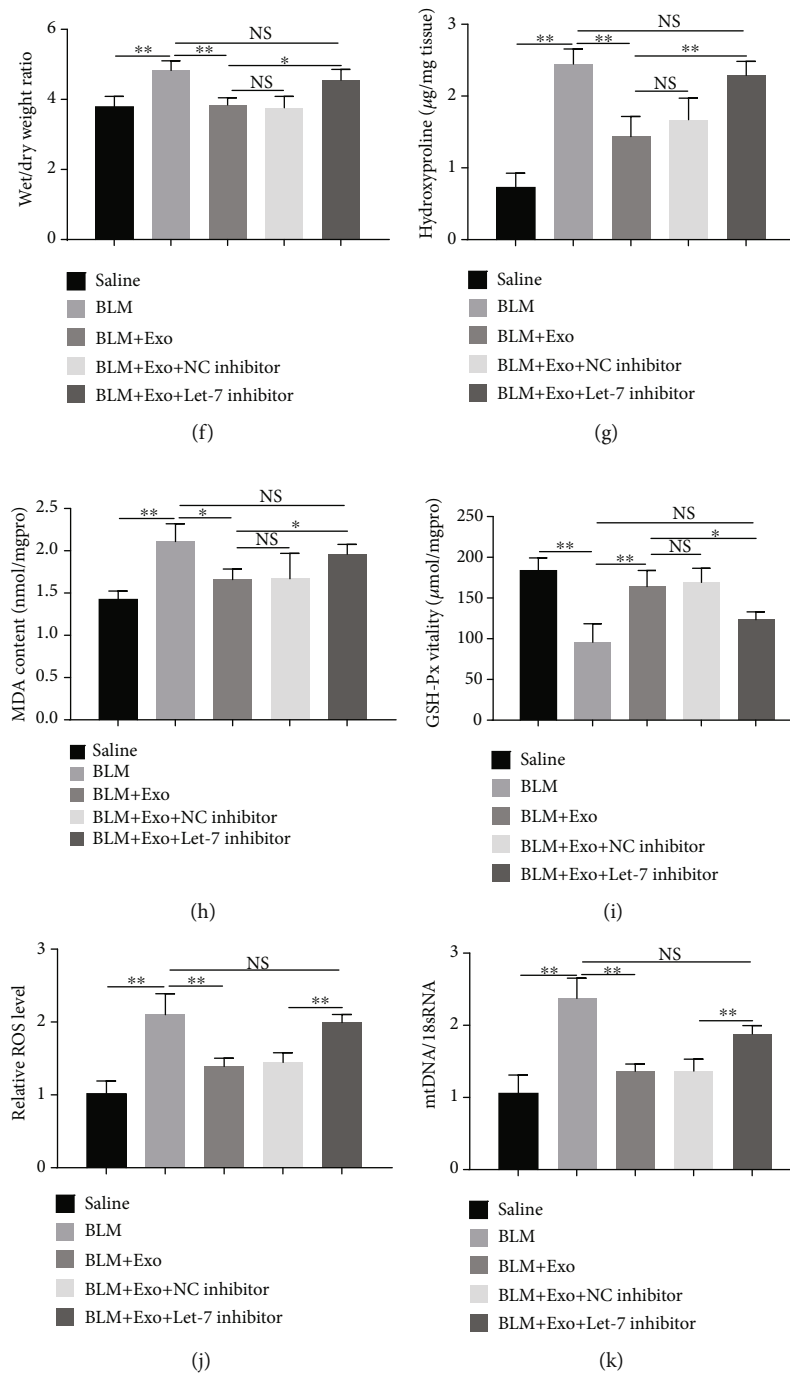 NS
** **
*
NS
Wet/dry weight ratio
6
4
2
0
Saline
BLM
BLM+Exo
BLM+Exo+NC inhibitor
BLM+Exo+Let-7 inhibitor
(f)
NS
** **
**
NS
Hydroxyproline (μg/mg tissue)
3
2
1
0
Saline
BLM
BLM+Exo
BLM+Exo+NC inhibitor
BLM+Exo+Let-7 inhibitor
(g)
NS
** *
*
NS
MDA content (nmol/mgpro)
2.5
2.0
1.5
1.0
0.5
0.0
Saline
BLM
BLM+Exo
BLM+Exo+NC inhibitor
BLM+Exo+Let-7 inhibitor
(h)
NS
*
** ** NS
GSH-Px vitality (μmol/mgpro)
250
200
150
100
50
0
Saline
BLM
BLM+Exo
BLM+Exo+NC inhibitor
BLM+Exo+Let-7 inhibitor
(i)
NS
** **
**
Relative ROS level
3
2
1
0
Saline
BLM
BLM+Exo
BLM+Exo+NC inhibitor
BLM+Exo+Let-7 inhibitor
(j)
NS
** **
**
mtDNA/18sRNA
3
2
1
0
Saline
BLM
BLM+Exo
BLM+Exo+NC inhibitor
BLM+Exo+Let-7 inhibitor
(k)